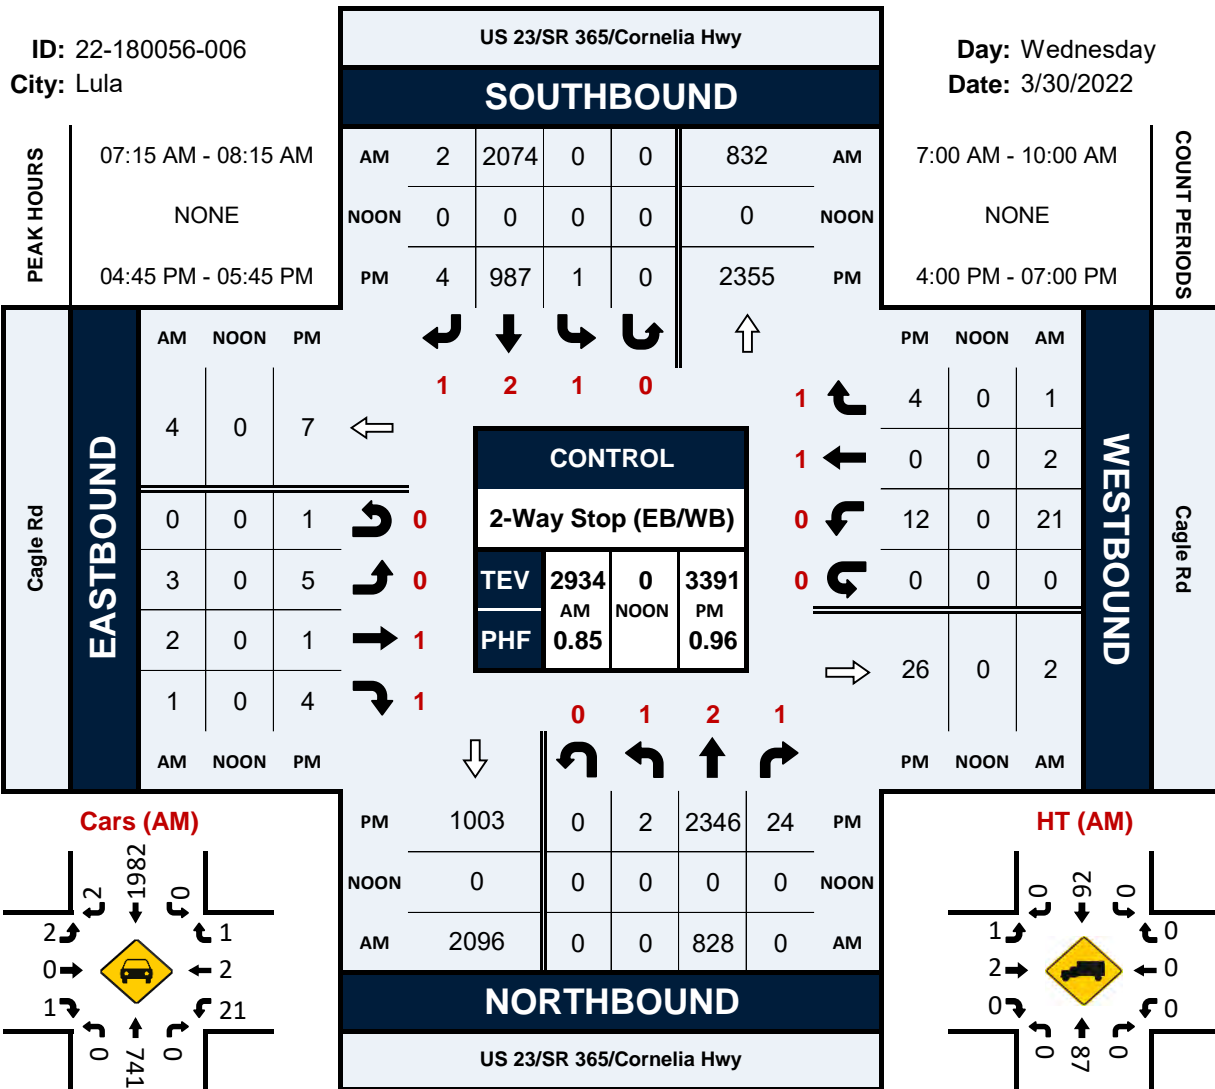 US 23/SR 365/Cornelia Hwy
ID: 22-180056-006
Day: Wednesday
City: Lula
Date: 3/30/2022
SOUTHBOUND
PEAK HOURS
07:15 AM - 08:15 AM
AM 2 2074 0 0 832 AM
7:00 AM - 10:00 AM
COUNT PERIODS
NONE
NOON 0 0 0 0 0 NOON
NONE
04:45 PM - 05:45 PM
PM 4 987 1 0 2355 PM
4:00 PM - 07:00 PM
AM NOON PM
PM NOON AM
1 2 1 0
Cagle Rd
EASTBOUND
4 0 7
0 0 1 0
3 0 5 0
2 0 1 1
1 0 4 1
AM NOON PM
CONTROL
2-Way Stop (EB/WB)
TEV 2934 0 3391
AM NOON PM
PHF 0.85 0.96
1 4 0 1
1 0 0 2
0 12 0 21
0 0 0 0
26 0 2
PM NOON AM
WESTBOUND
Cagle Rd
0 1 2 1
PM 1003 0 2 2346 24 PM
NOON 0 0 0 0 0 NOON
AM 2096 0 0 828 0 AM
NORTHBOUND
US 23/SR 365/Cornelia Hwy
Cars (AM)
2 1982 0
2 1
0 2
1 21
0 741 0
HT (AM)
0 92 0
1 0
2 0
0 0
0 87 0